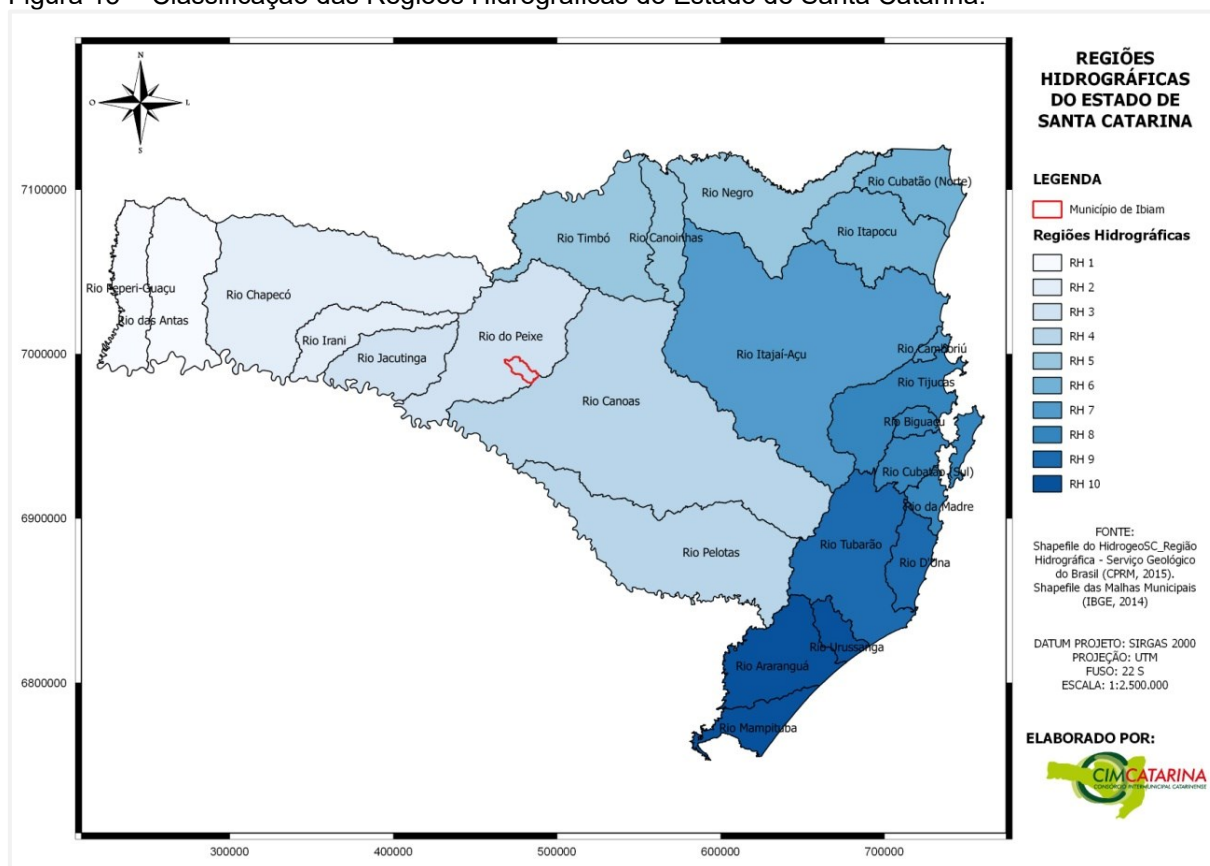 Figura 13 – Classificação das Regiões Hidrográficas do Estado de Santa Catarina.
REGIÕES
HIDROGRÁFICAS
DO ESTADO DE
SANTA CATARINA
N
O
L
S
7100000
7000000
6900000
6800000
300000
400000
500000
600000
700000
Rio Peperi-Guaçu
Rio das Antas
Rio Chapecó
Rio Irani
Rio Jacutinga
Rio do Peixe
Rio Timbó
Rio Canoinhas
Rio Negro
Rio Cubatão (Norte)
Rio Itapocu
Rio Itajaí-Açu
Rio Camboriú
Rio Tijucas
Rio Biguaçu
Rio Cubatão (Sul)
Rio da Madre
Rio Canoas
Rio Pelotas
Rio Tubarão
Rio D'Una
Rio Urussanga
Rio Araranguá
Rio Mampituba
LEGENDA
Município de Ibiam
Regiões Hidrográficas
RH 1
RH 2
RH 3
RH 4
RH 5
RH 6
RH 7
RH 8
RH 9
RH 10
FONTE:
Shapefile do HidrogeoSC_Região
Hidrográfica - Serviço Geológico
do Brasil (CPRM, 2015).
Shapefile das Malhas Municipais
(IBGE, 2014)
DATUM PROJETO: SIRGAS 2000
PROJEÇÃO: UTM
FUSO: 22 S
ESCALA: 1:2.500.000
ELABORADO POR:
CIMCATARINA
CONSÓRCIO INTERMUNICIPAL CATARINENSE